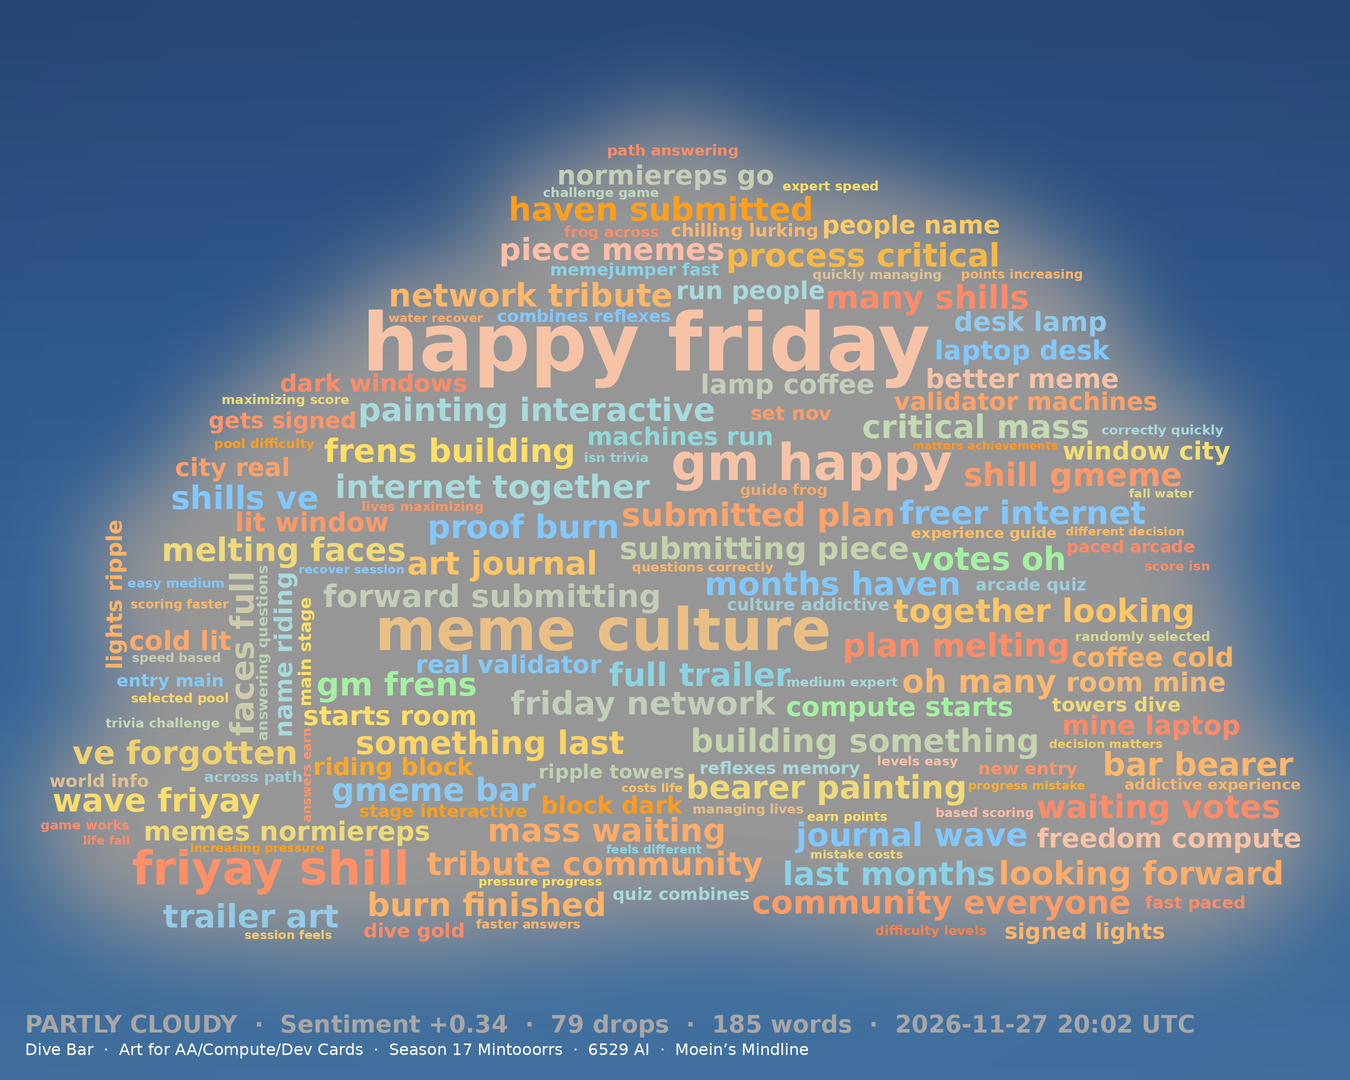 path answering
normiereps go
expert speed
challenge game
haven submitted
people name
frog across
chilling lurking
piece memes
process critical
memejumper fast
quickly managing
points increasing
network tribute
run people
many shills
water recover
combines reflexes
happy friday
desk lamp
laptop desk
dark windows
lamp coffee
better meme
maximizing score
validator machines
gets signed
painting interactive
set nov
critical mass
correctly quickly
pool difficulty
frens building
machines run
isn trivia
matters achievements
window city
city real
gm happy
shill gmeme
shills ve
internet together
guide frog
fall water
lives maximizing
lit window
proof burn
submitted plan
freer internet
experience guide
different decision
melting faces
art journal
submitting piece
votes oh
paced arcade
lights ripple
recover session
questions correctly
score isn
easy medium
faces full
answering questions
name riding
main stage
forward submitting
months haven
arcade quiz
scoring faster
culture addictive
together looking
cold lit
meme culture
plan melting
randomly selected
speed based
real validator
full trailer
coffee cold
entry main
gm frens
medium expert
oh many
room mine
selected pool
friday network
compute starts
towers dive
trivia challenge
starts room
mine laptop
ve forgotten
answers earn
something last
building something
decision matters
world info
across path
riding block
ripple towers
reflexes memory
levels easy
new entry
bar bearer
wave friyay
gmeme bar
costs life
bearer painting
progress mistake
addictive experience
stage interactive
block dark
managing lives
earn points
based scoring
waiting votes
game works
life fall
memes normiereps
mass waiting
journal wave
freedom compute
increasing pressure
feels different
mistake costs
friyay shill
tribute community
last months
looking forward
pressure progress
quiz combines
trailer art
burn finished
community everyone
fast paced
session feels
dive gold
faster answers
difficulty levels
signed lights
PARTLY CLOUDY · Sentiment +0.34 · 79 drops · 185 words · 2026-11-27 20:02 UTC
Dive Bar · Art for AA/Compute/Dev Cards · Season 17 Mintooorrs · 6529 AI · Moein’s Mindline